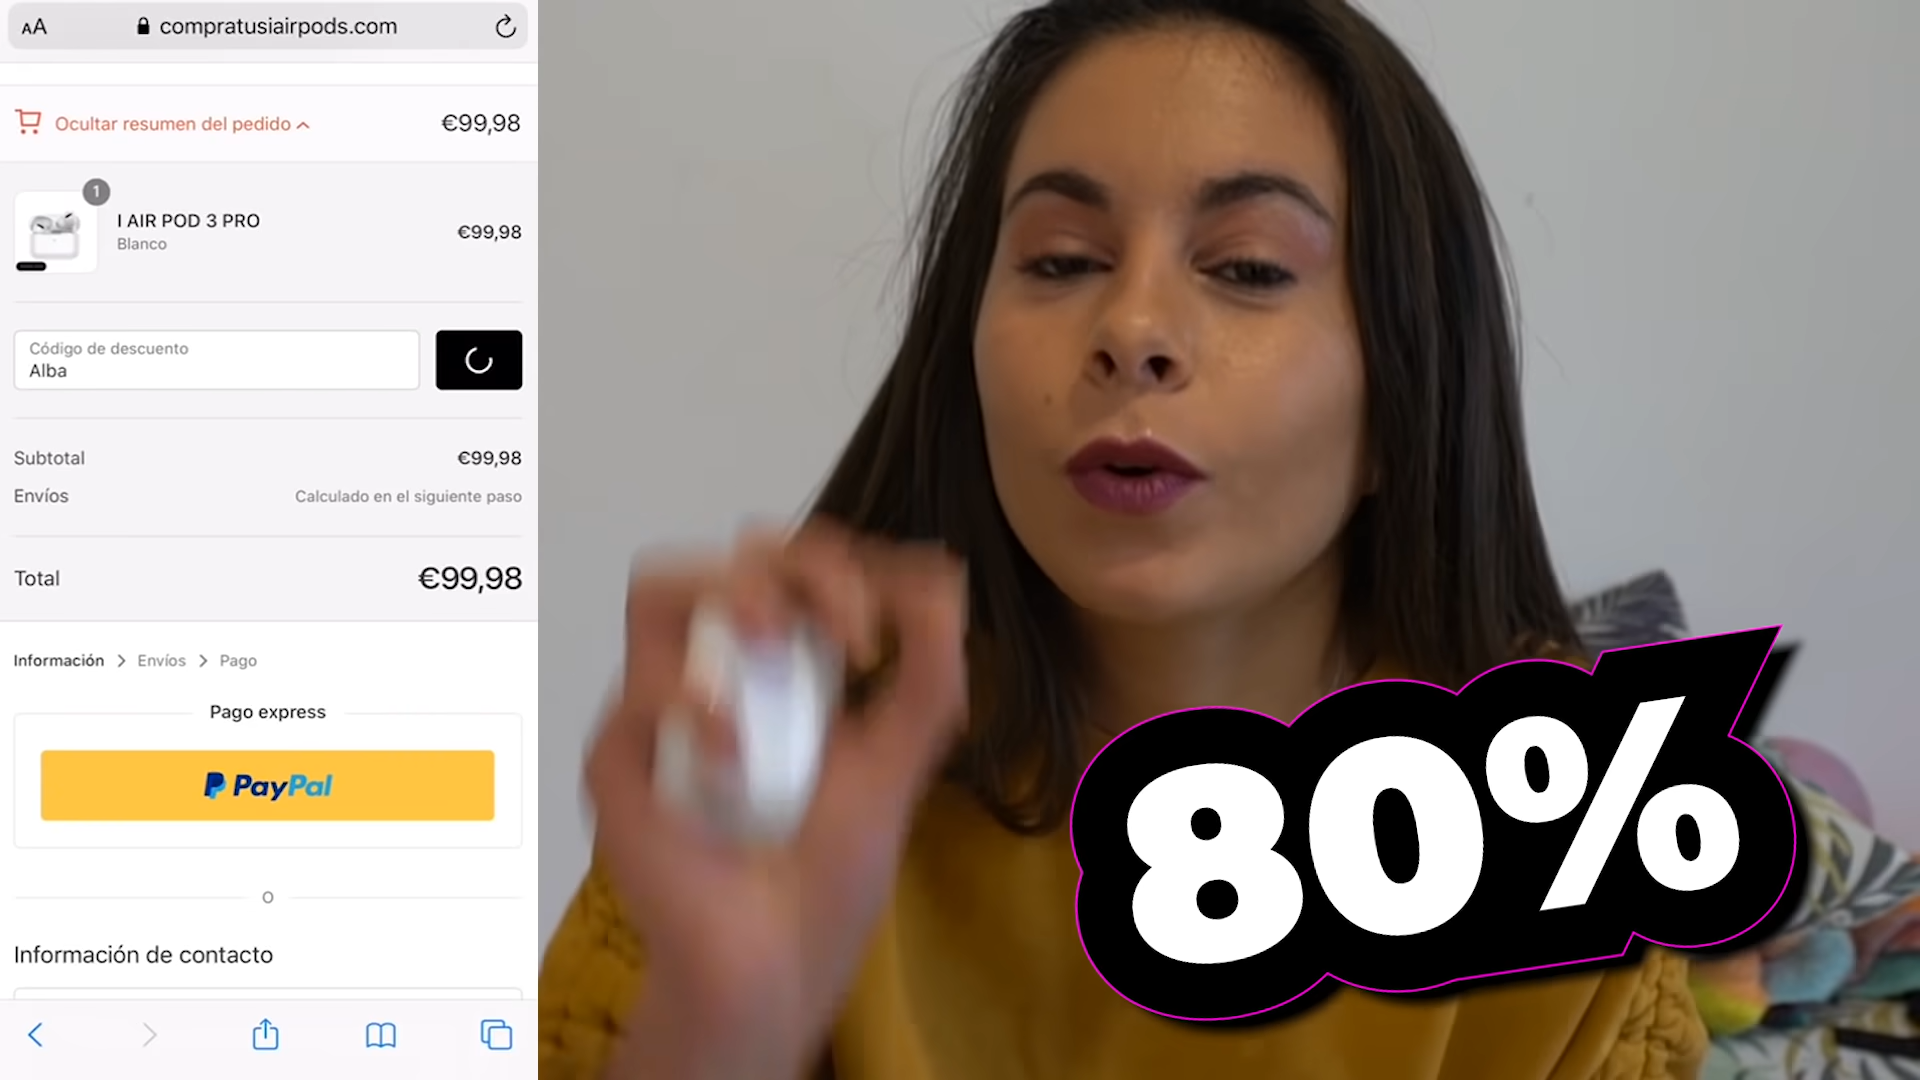 AA
compratusiairpods.com
Ocultar resumen del pedido
€99,98
1
I AIR POD 3 PRO
Blanco
€99,98
Código de descuento
Alba
Subtotal
€99,98
Envíos
Calculado en el siguiente paso
Total
€99,98
Información > Envíos > Pago
Pago express
PayPal
O
Información de contacto
80%